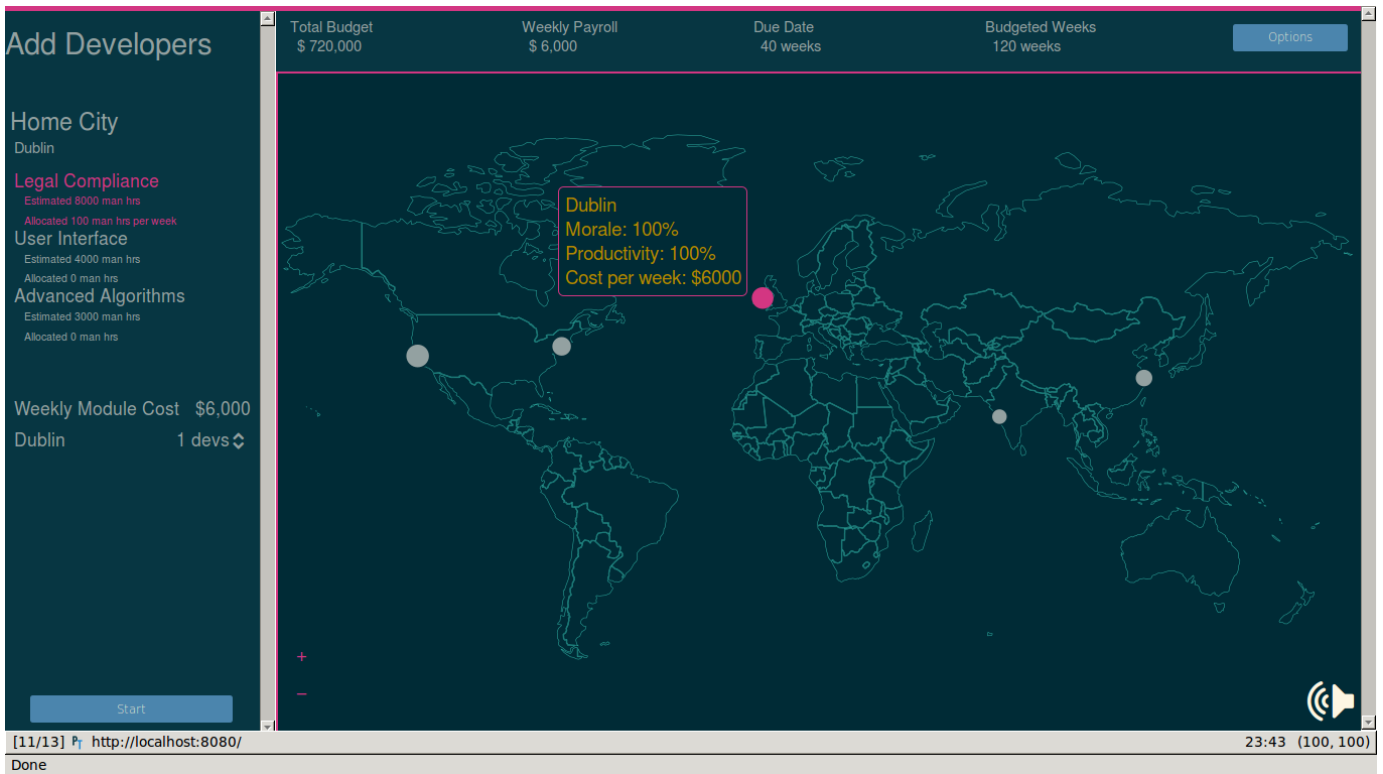 Add Developers
Home City
Dublin
Legal Compliance
Estimated 8000 man hrs
Allocated 100 man hrs per week
User Interface
Estimated 4000 man hrs
Allocated 0 man hrs
Advanced Algorithms
Estimated 3000 man hrs
Allocated 0 man hrs
Weekly Module Cost $6,000
Dublin 1 devs
Start
Total Budget
$ 720,000
Weekly Payroll
$ 6,000
Due Date
40 weeks
Budgeted Weeks
120 weeks
Options
Dublin
Morale: 100%
Productivity: 100%
Cost per week: $6000
+
–
[11/13] PT http://localhost:8080/ 23:43 (100, 100)
Done